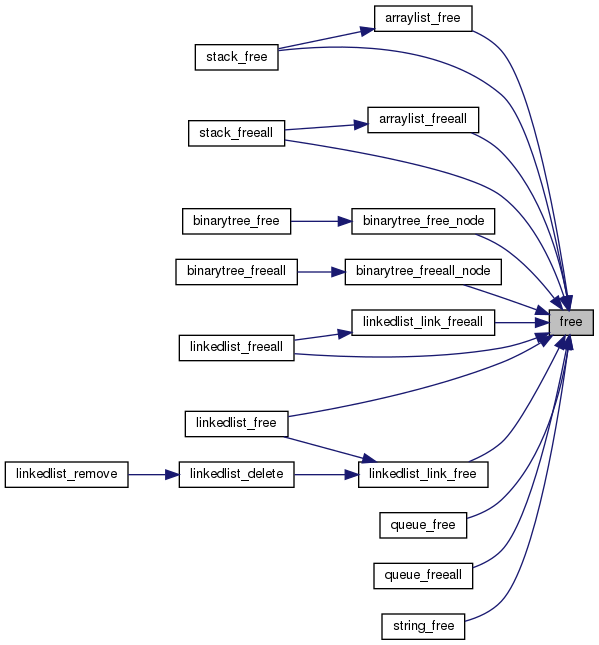 arraylist_free
stack_free
arraylist_freeall
stack_freeall
binarytree_free
binarytree_free_node
binarytree_freeall
binarytree_freeall_node
linkedlist_link_freeall
free
linkedlist_freeall
linkedlist_free
linkedlist_remove
linkedlist_delete
linkedlist_link_free
queue_free
queue_freeall
string_free